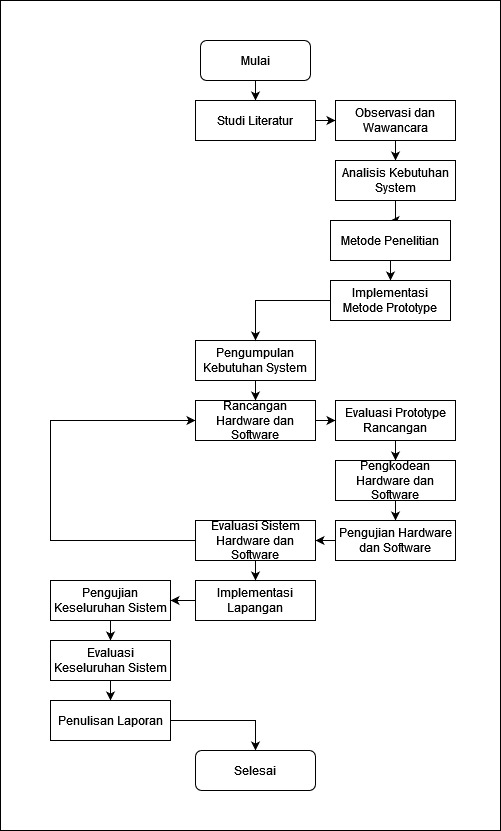 Mulai
Studi Literatur
Observasi dan
Wawancara
Analisis Kebutuhan
System
Metode Penelitian
Implementasi
Metode Prototype
Pengumpulan
Kebutuhan System
Rancangan
Hardware dan
Software
Evaluasi Prototype
Rancangan
Pengkodean
Hardware dan
Software
Pengujian Hardware
dan Software
Evaluasi Sistem
Hardware dan
Software
Implementasi
Lapangan
Pengujian
Keseluruhan Sistem
Evaluasi
Keseluruhan Sistem
Penulisan Laporan
Selesai